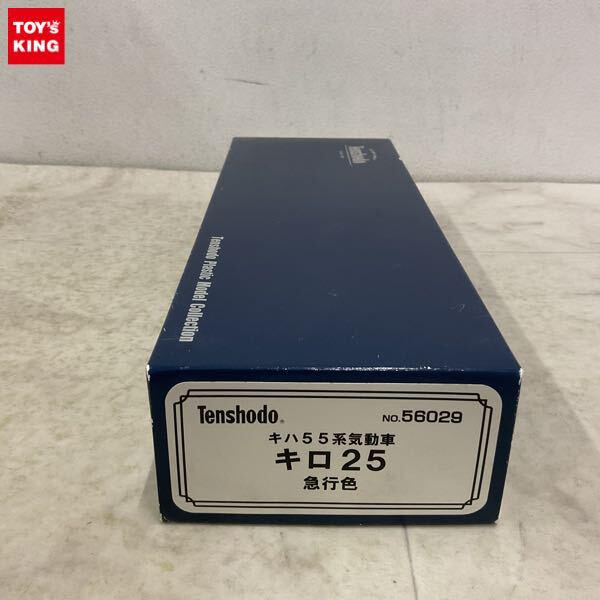 TOY's
KING
Tenshodo
Tenshodo Plastic Model Collection
Tenshodo®
NO.56029
キハ55系気動車
キロ25
急行色